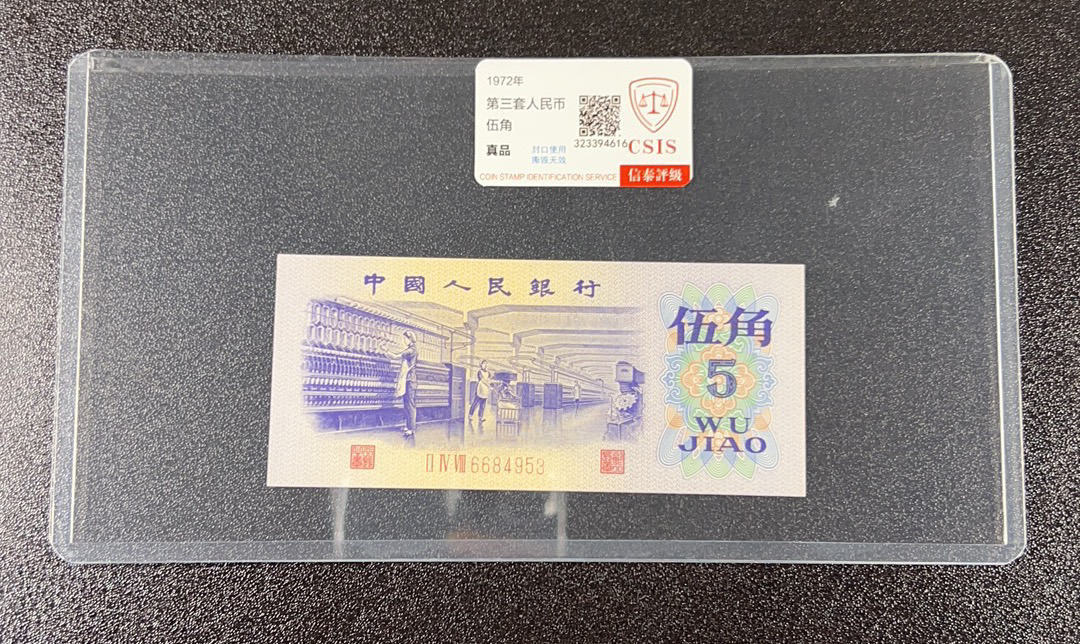 1972年
第三套人民币
伍角
真品
封口使用
撕毁无效
323394616
CSIS
COIN STAMP IDENTIFICATION SERVICE
信泰評級
中國人民銀行
伍角
5
WU
JIAO
II IV VIII 6684953